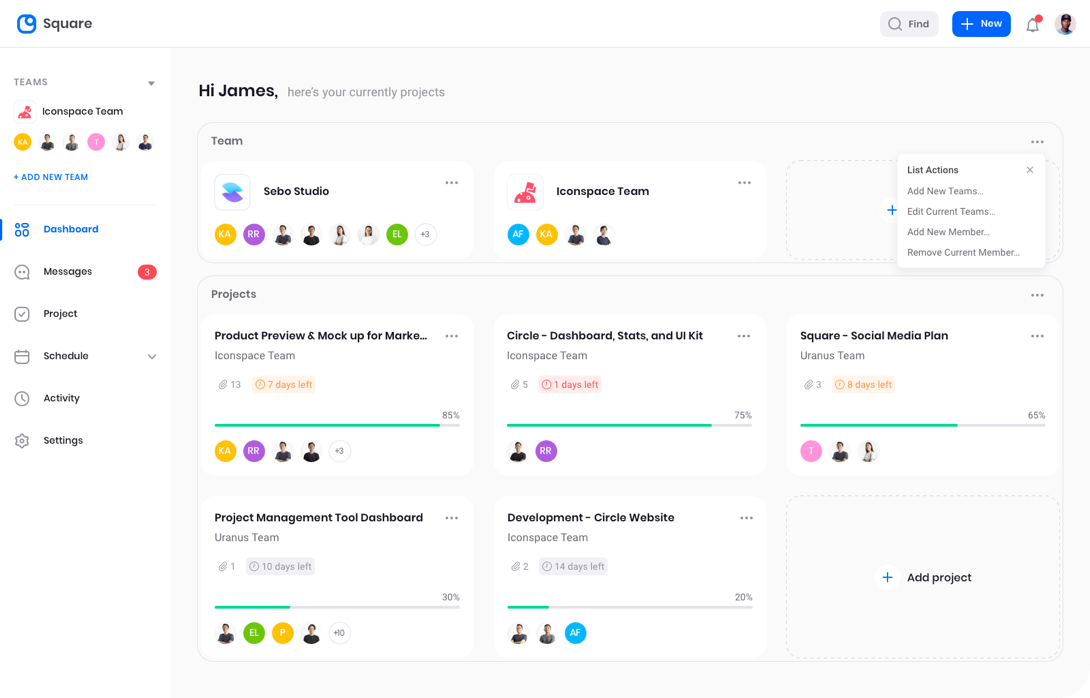 Square
Find
New
TEAMS
Iconspace Team
KA
T
+ ADD NEW TEAM
Dashboard
Messages
3
Project
Schedule
Activity
Settings
Hi James, here's your currently projects
Team
Sebo Studio
KA RR EL +3
Iconspace Team
AF KA
+
List Actions
Add New Teams...
Edit Current Teams...
Add New Member...
Remove Current Member...
Projects
Product Preview & Mock up for Marke...
Iconspace Team
13 7 days left
85%
KA RR +3
Circle - Dashboard, Stats, and UI Kit
Iconspace Team
5 1 days left
75%
RR
Square - Social Media Plan
Uranus Team
3 8 days left
65%
T
Project Management Tool Dashboard
Uranus Team
1 10 days left
30%
EL P +10
Development - Circle Website
Iconspace Team
2 14 days left
20%
AF
+ Add project